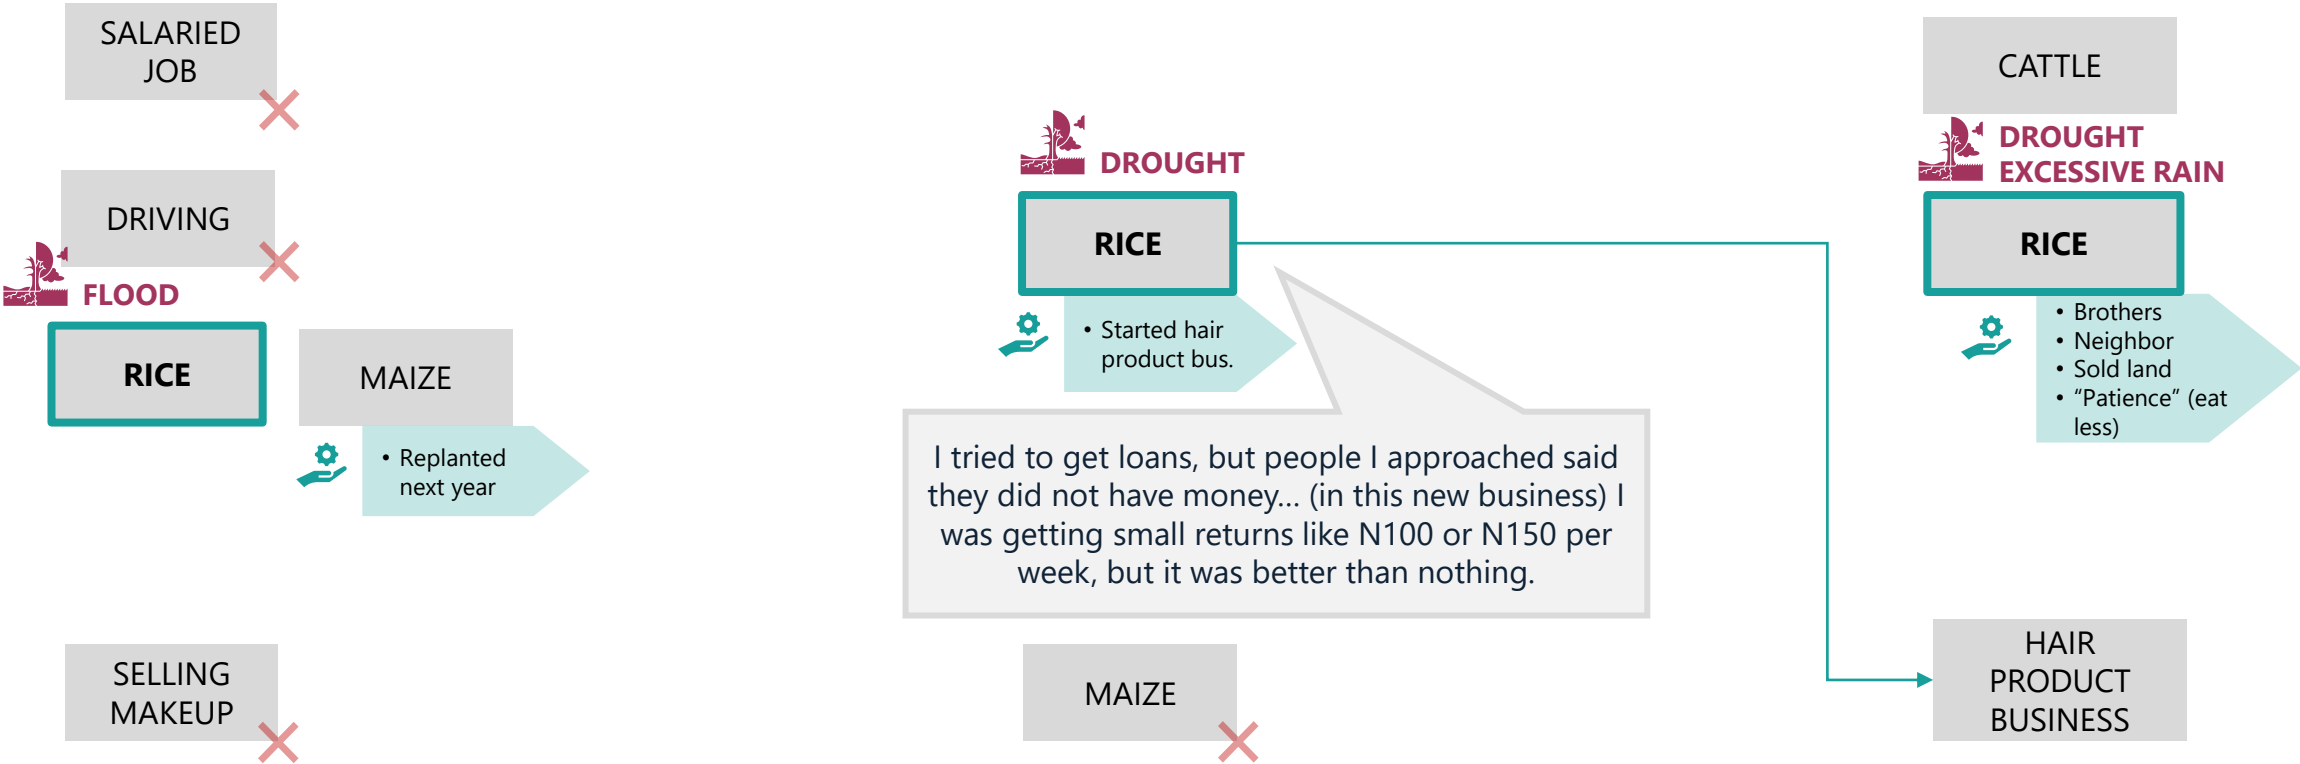 SALARIED
JOB
DRIVING
FLOOD
RICE
MAIZE
• Replanted
next year
SELLING
MAKEUP
DROUGHT
RICE
• Started hair
product bus.
I tried to get loans, but people I approached said
they did not have money... (in this new business) I
was getting small returns like N100 or N150 per
week, but it was better than nothing.
MAIZE
CATTLE
DROUGHT
EXCESSIVE RAIN
RICE
• Brothers
• Neighbor
• Sold land
• “Patience” (eat
less)
HAIR
PRODUCT
BUSINESS